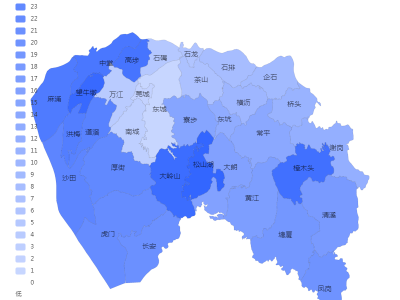 23
22
21
20
19
18
17
16
15
14
13
12
11
10
9
8
7
6
5
4
3
2
1
0
低
高埗
石碣
石龙
中堂
石排
企石
茶山
麻涌
望牛墩
万江
莞城
东城
横沥
桥头
寮步
东坑
洪梅
道滘
南城
常平
谢岗
松山湖
大朗
樟木头
厚街
大岭山
沙田
黄江
清溪
塘厦
虎门
长安
凤岗